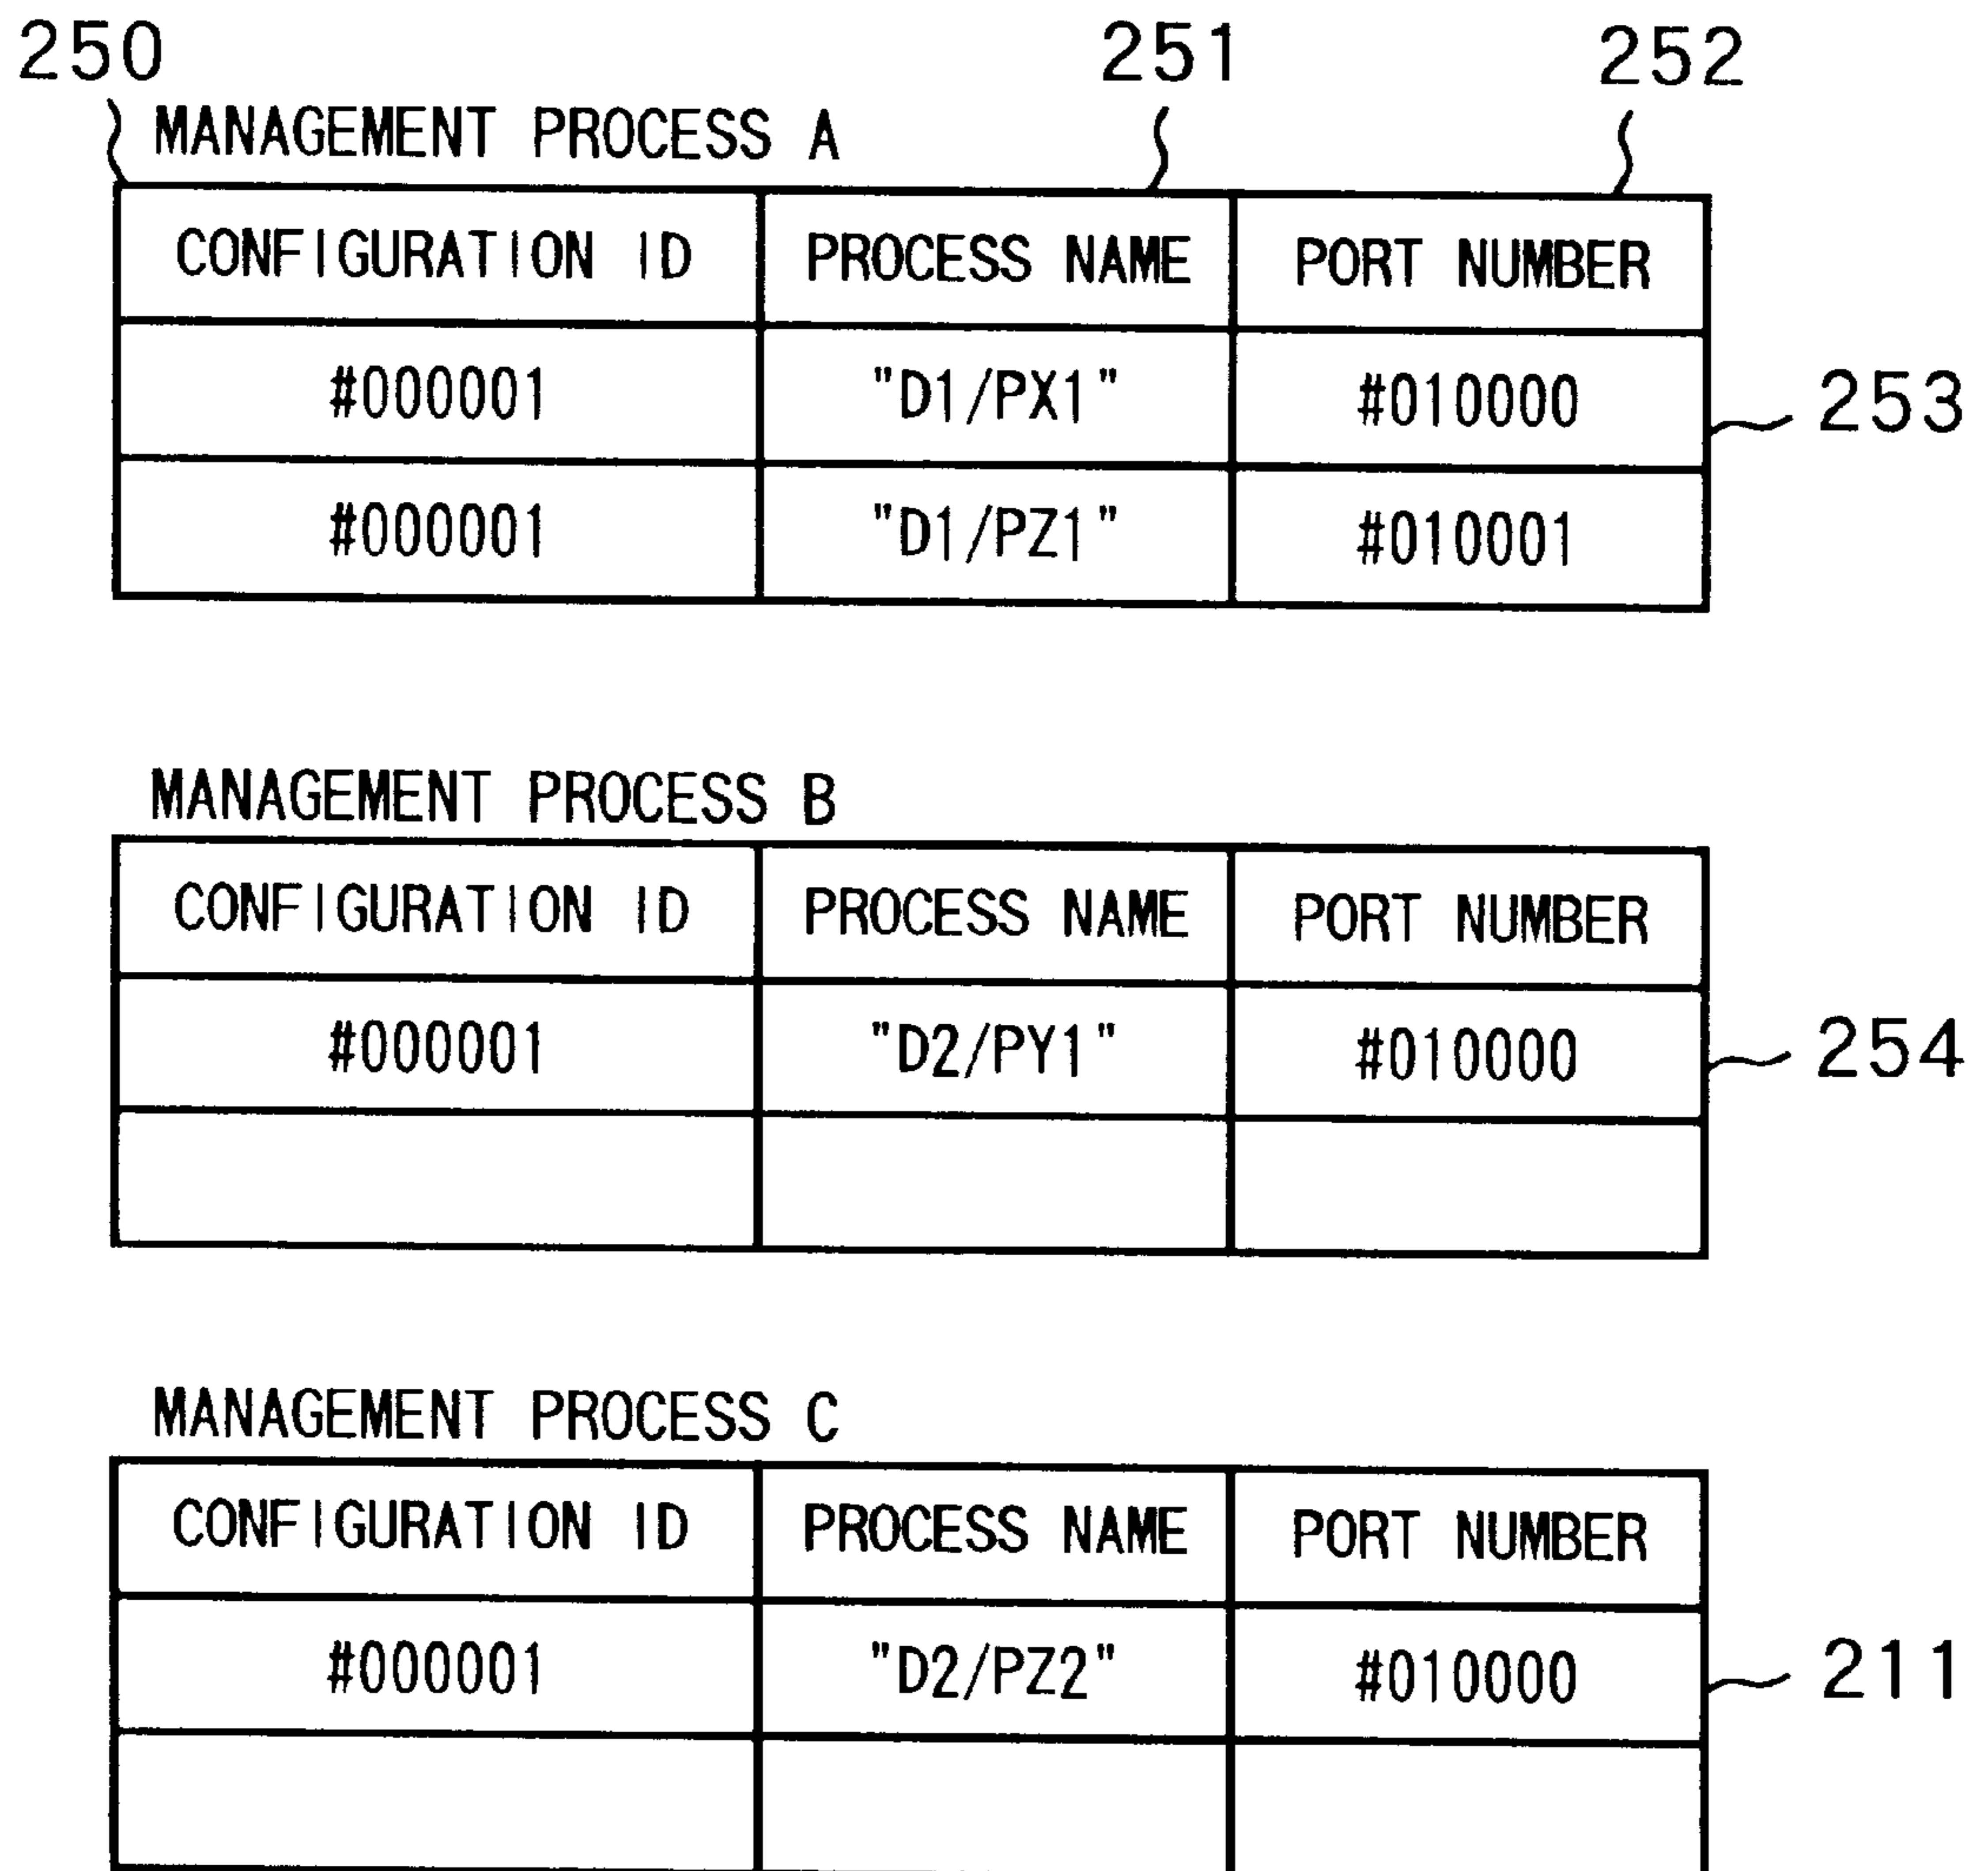 250 251 252
MANAGEMENT PROCESS A
CONFIGURATION ID PROCESS NAME PORT NUMBER
#000001 "D1/PX1" #010000 253
#000001 "D1/PZ1" #010001
MANAGEMENT PROCESS B
CONFIGURATION ID PROCESS NAME PORT NUMBER
#000001 "D2/PY1" #010000 254
MANAGEMENT PROCESS C
CONFIGURATION ID PROCESS NAME PORT NUMBER
#000001 "D2/PZ2" #010000 211